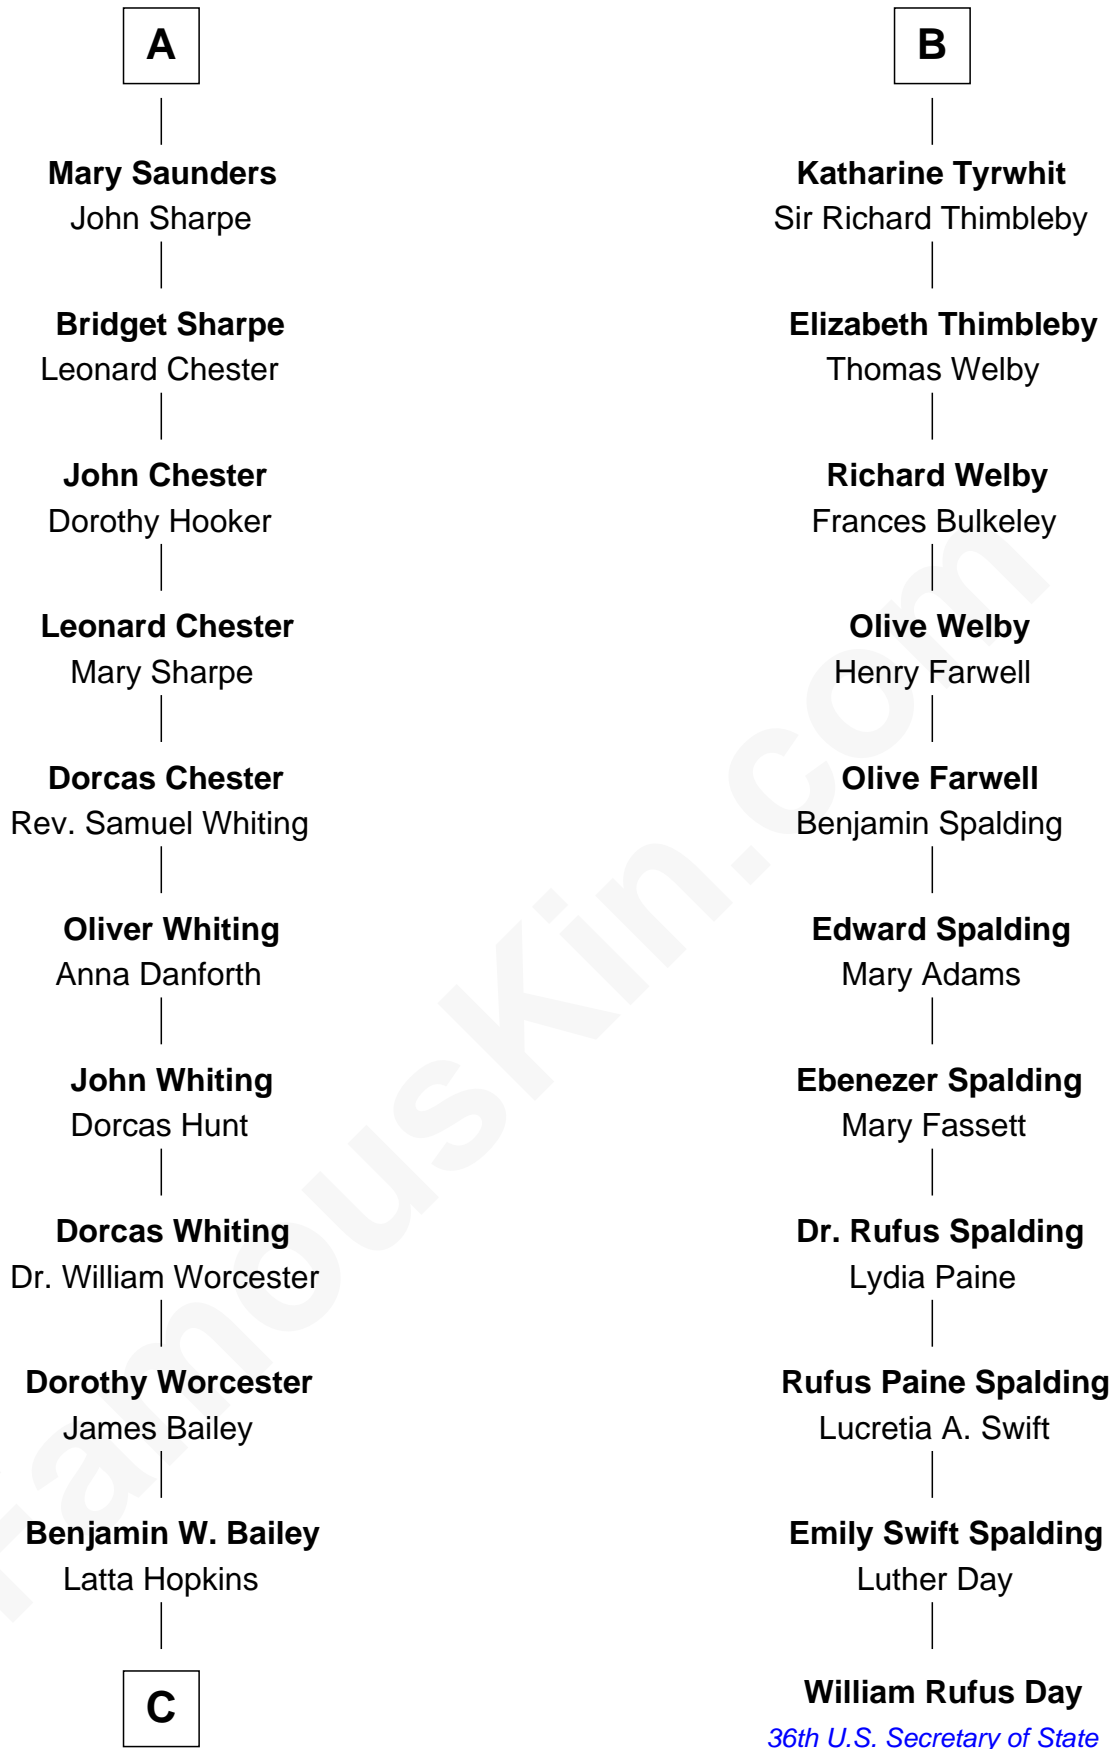 A
Mary Saunders
John Sharpe
Bridget Sharpe
Leonard Chester
John Chester
Dorothy Hooker
Leonard Chester
Mary Sharpe
Dorcas Chester
Rev. Samuel Whiting
Oliver Whiting
Anna Danforth
John Whiting
Dorcas Hunt
Dorcas Whiting
Dr. William Worcester
Dorothy Worcester
James Bailey
Benjamin W. Bailey
Latta Hopkins
C
B
Katharine Tyrwhit
Sir Richard Thimbleby
Elizabeth Thimbleby
Thomas Welby
Richard Welby
Frances Bulkeley
Olive Welby
Henry Farwell
Olive Farwell
Benjamin Spalding
Edward Spalding
Mary Adams
Ebenezer Spalding
Mary Fassett
Dr. Rufus Spalding
Lydia Paine
Rufus Paine Spalding
Lucretia A. Swift
Emily Swift Spalding
Luther Day
William Rufus Day
36th U.S. Secretary of State
FamousKin.com